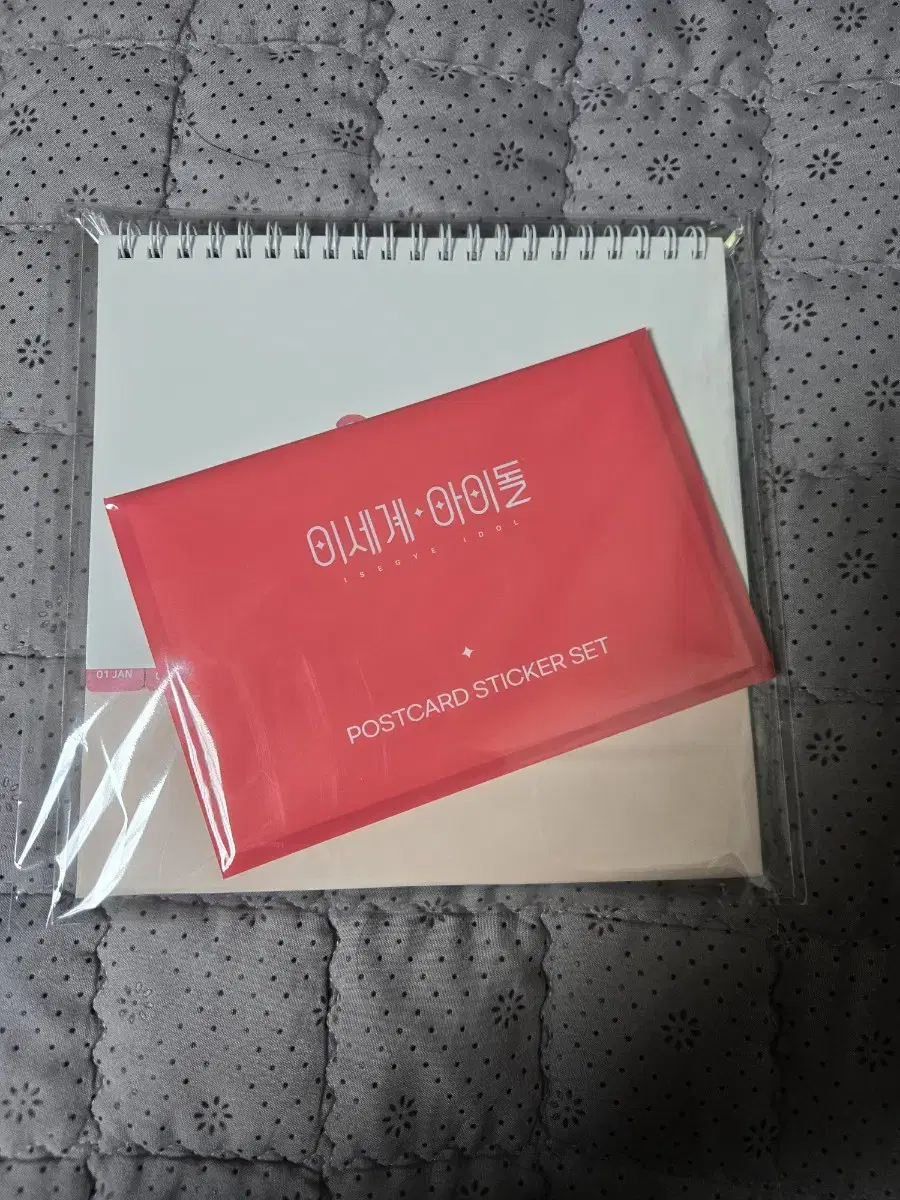 이세계 아이돌
ISEGYE IDOL
POSTCARD STICKER SET
01 JAN